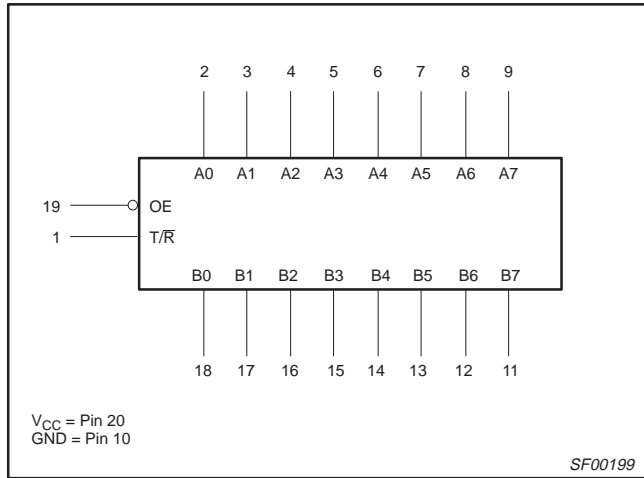 2 3 4 5 6 7 8 9
A0 A1 A2 A3 A4 A5 A6 A7
19 OE
1 T/R̅
B0 B1 B2 B3 B4 B5 B6 B7
18 17 16 15 14 13 12 11
VCC = Pin 20
GND = Pin 10
SF00199